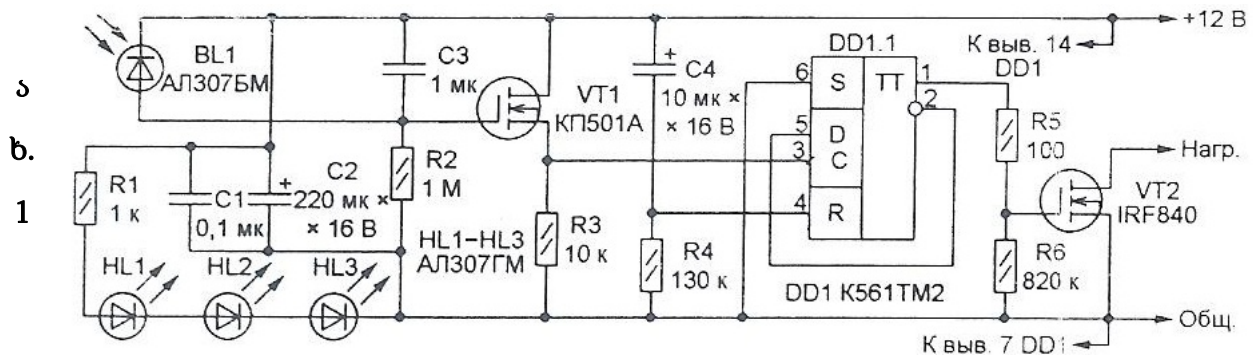 +12 В
К выв. 14
DD1
BL1
АЛ307БМ
C3
1 мк
VT1
КП501А
C4
10 мк ×
× 16 В
DD1.1
6
S
TT
1
2
5
D
3
C
4
R
R5
100
Нагр.
VT2
IRF840
R6
820 к
ა
ხ.
1
R1
1 к
C1
0,1 мк
C2
220 мк ×
× 16 В
R2
1 М
R3
10 к
HL1–HL3
АЛ307ГМ
R4
130 к
DD1 К561ТМ2
HL1
HL2
HL3
Общ.
К выв. 7 DD1